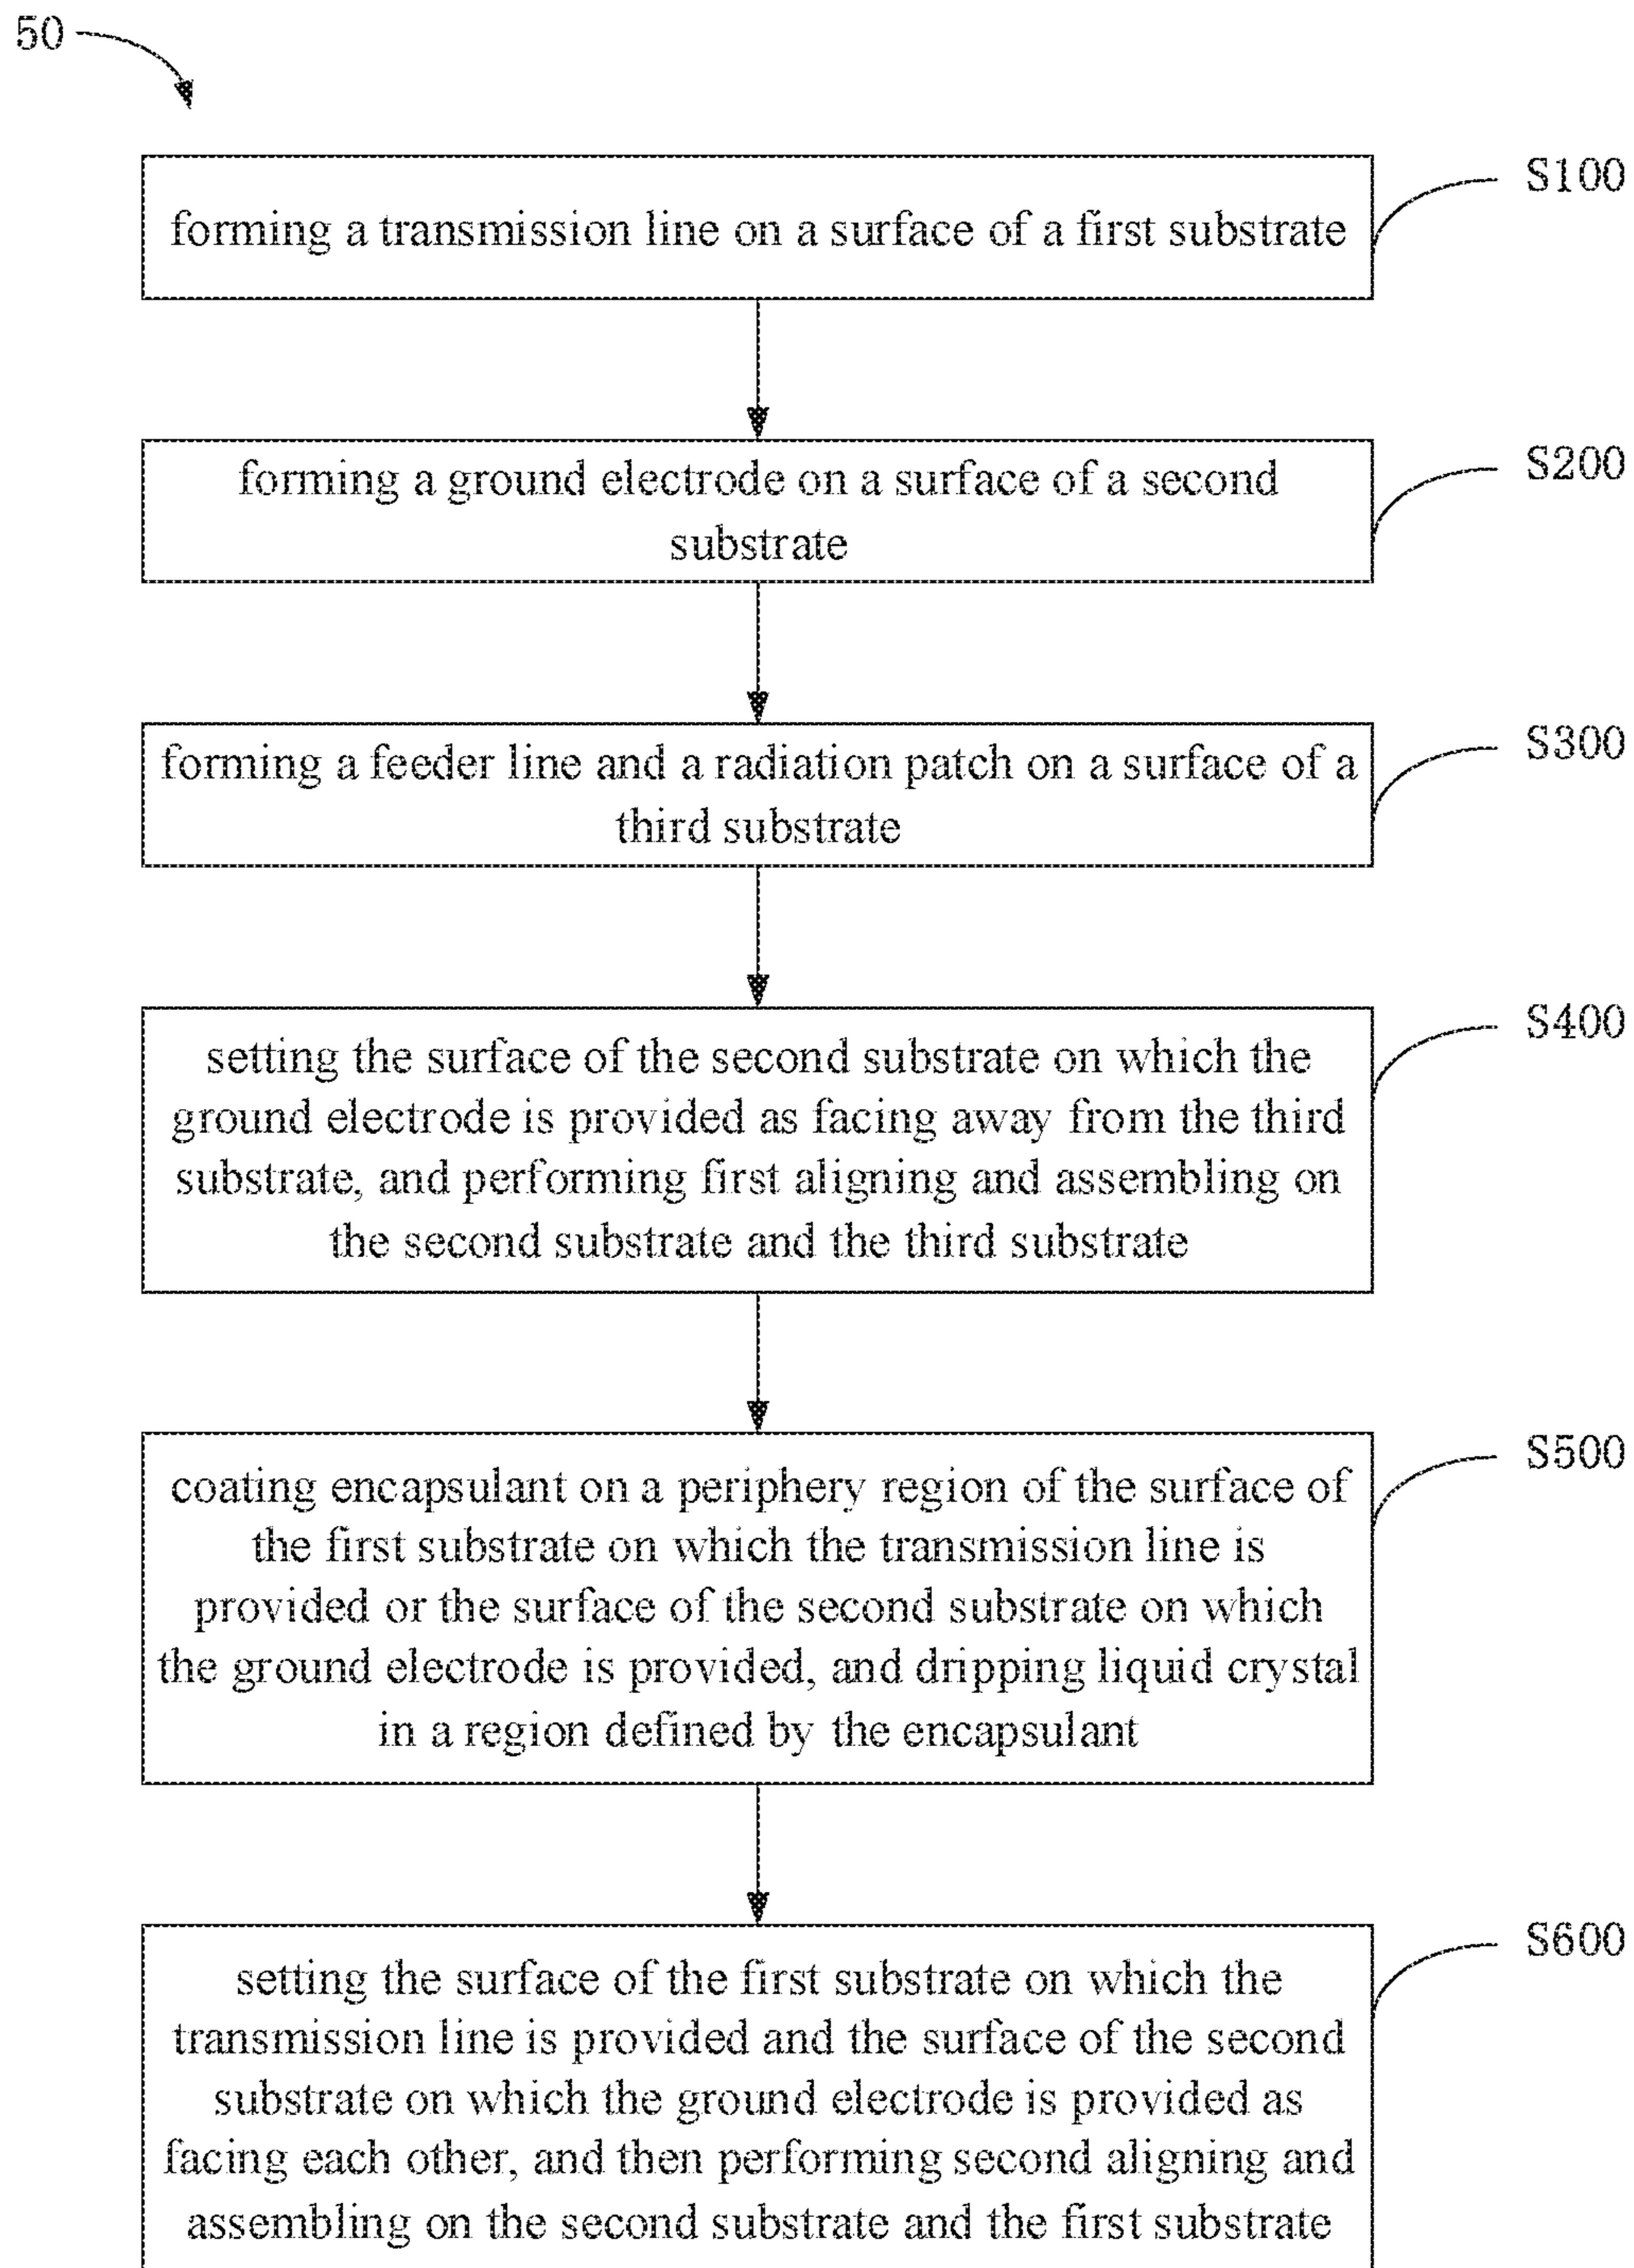 50
S100
forming a transmission line on a surface of a first substrate
S200
forming a ground electrode on a surface of a second
substrate
S300
forming a feeder line and a radiation patch on a surface of a
third substrate
S400
setting the surface of the second substrate on which the
ground electrode is provided as facing away from the third
substrate, and performing first aligning and assembling on
the second substrate and the third substrate
S500
coating encapsulant on a periphery region of the surface of
the first substrate on which the transmission line is
provided or the surface of the second substrate on which
the ground electrode is provided, and dripping liquid crystal
in a region defined by the encapsulant
S600
setting the surface of the first substrate on which the
transmission line is provided and the surface of the second
substrate on which the ground electrode is provided as
facing each other, and then performing second aligning and
assembling on the second substrate and the first substrate